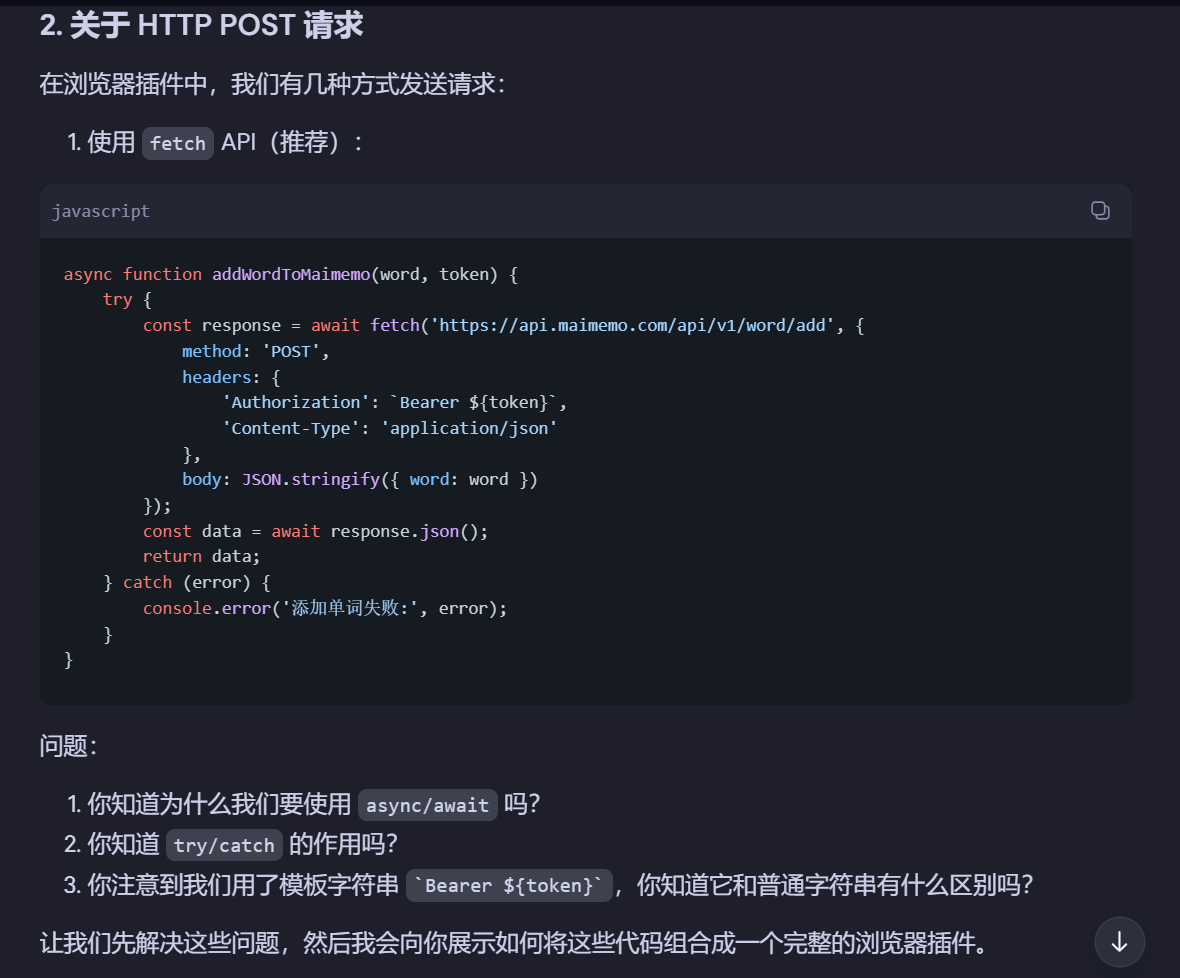 2. 关于 HTTP POST 请求
在浏览器插件中，我们有几种方式发送请求：
1. 使用 fetch API（推荐）：
javascript
async function addWordToMaimemo(word, token) {
    try {
        const response = await fetch('https://api.maimemo.com/api/v1/word/add', {
            method: 'POST',
            headers: {
                'Authorization': `Bearer ${token}`,
                'Content-Type': 'application/json'
            },
            body: JSON.stringify({ word: word })
        });
        const data = await response.json();
        return data;
    } catch (error) {
        console.error('添加单词失败:', error);
    }
}
问题：
1. 你知道为什么我们要使用 async/await 吗？
2. 你知道 try/catch 的作用吗？
3. 你注意到我们用了模板字符串 `Bearer ${token}`，你知道它和普通字符串有什么区别吗？
让我们先解决这些问题，然后我会向你展示如何将这些代码组合成一个完整的浏览器插件。